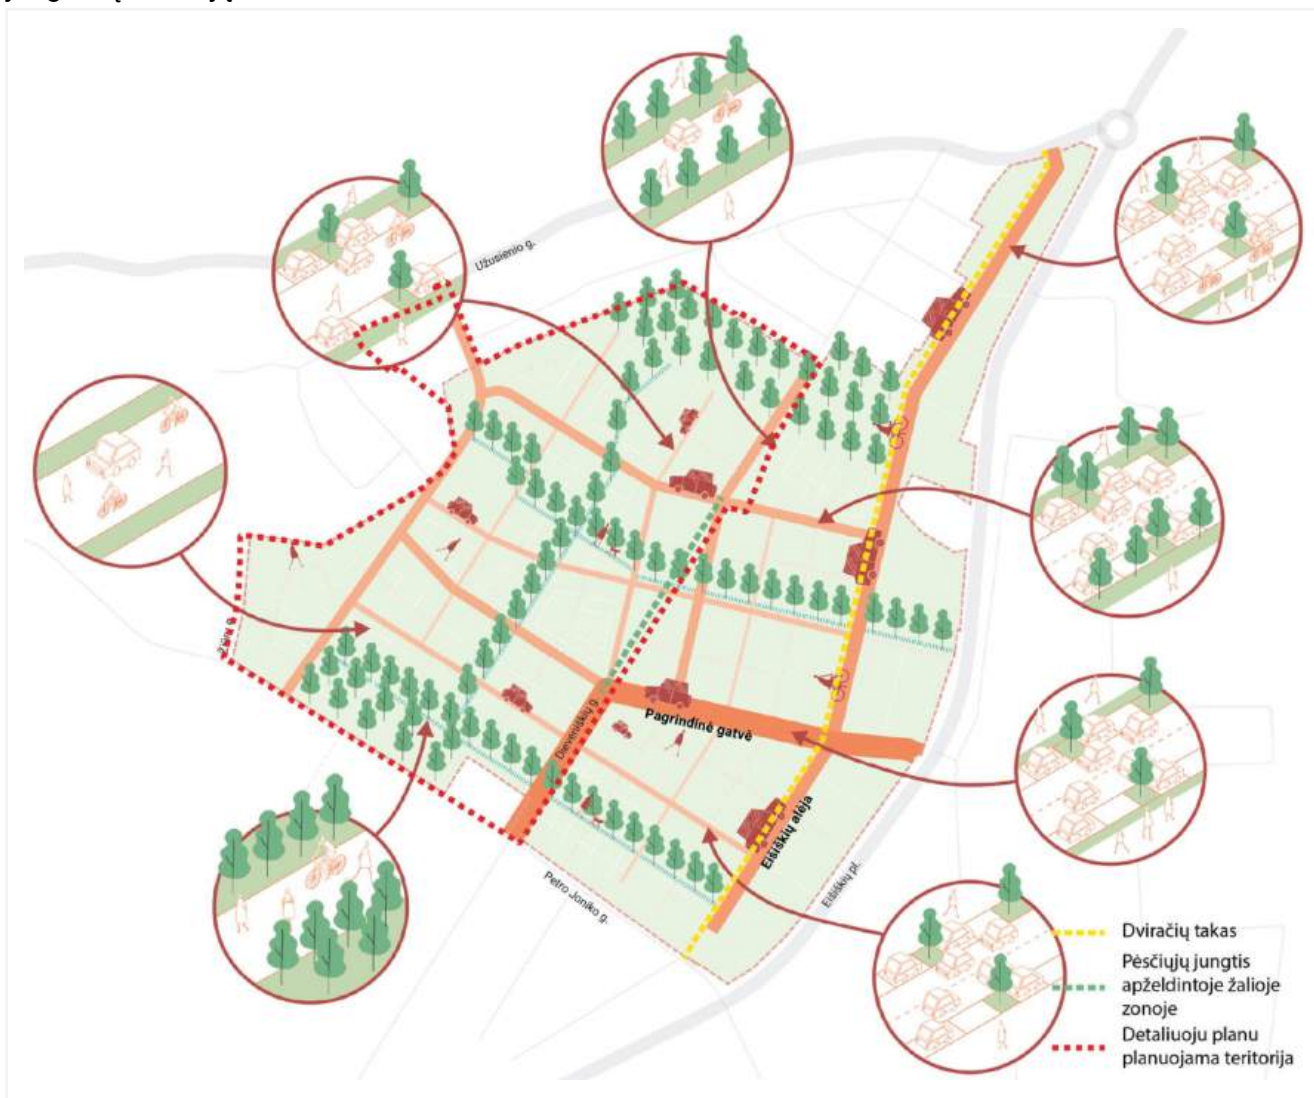 Užusienio g.
Dieveniškių g.
Pagrindinė gatvė
Eišiškių alėja
Eišiškių pl.
Petro Joniko g.
Dviračių takas
Pėsčiųjų jungtis
apželdintoje žalioje
zonoje
Detaliuoju planu
planuojama teritorija